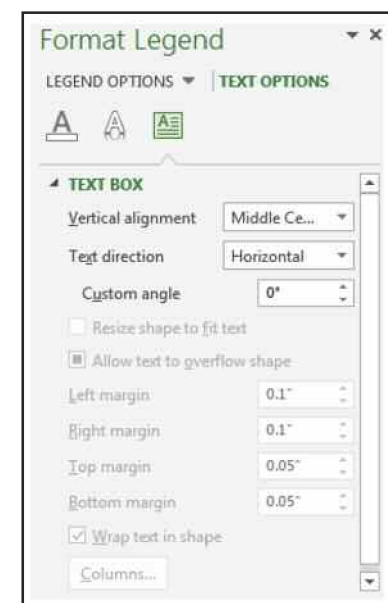 Format Legend
LEGEND OPTIONS TEXT OPTIONS
A A A
TEXT BOX
Vertical alignment Middle Ce...
Text direction Horizontal
Custom angle 0°
Resize shape to fit text
Allow text to overflow shape
Left margin 0.1"
Right margin 0.1"
Top margin 0.05"
Bottom margin 0.05"
Wrap text in shape
Columns...